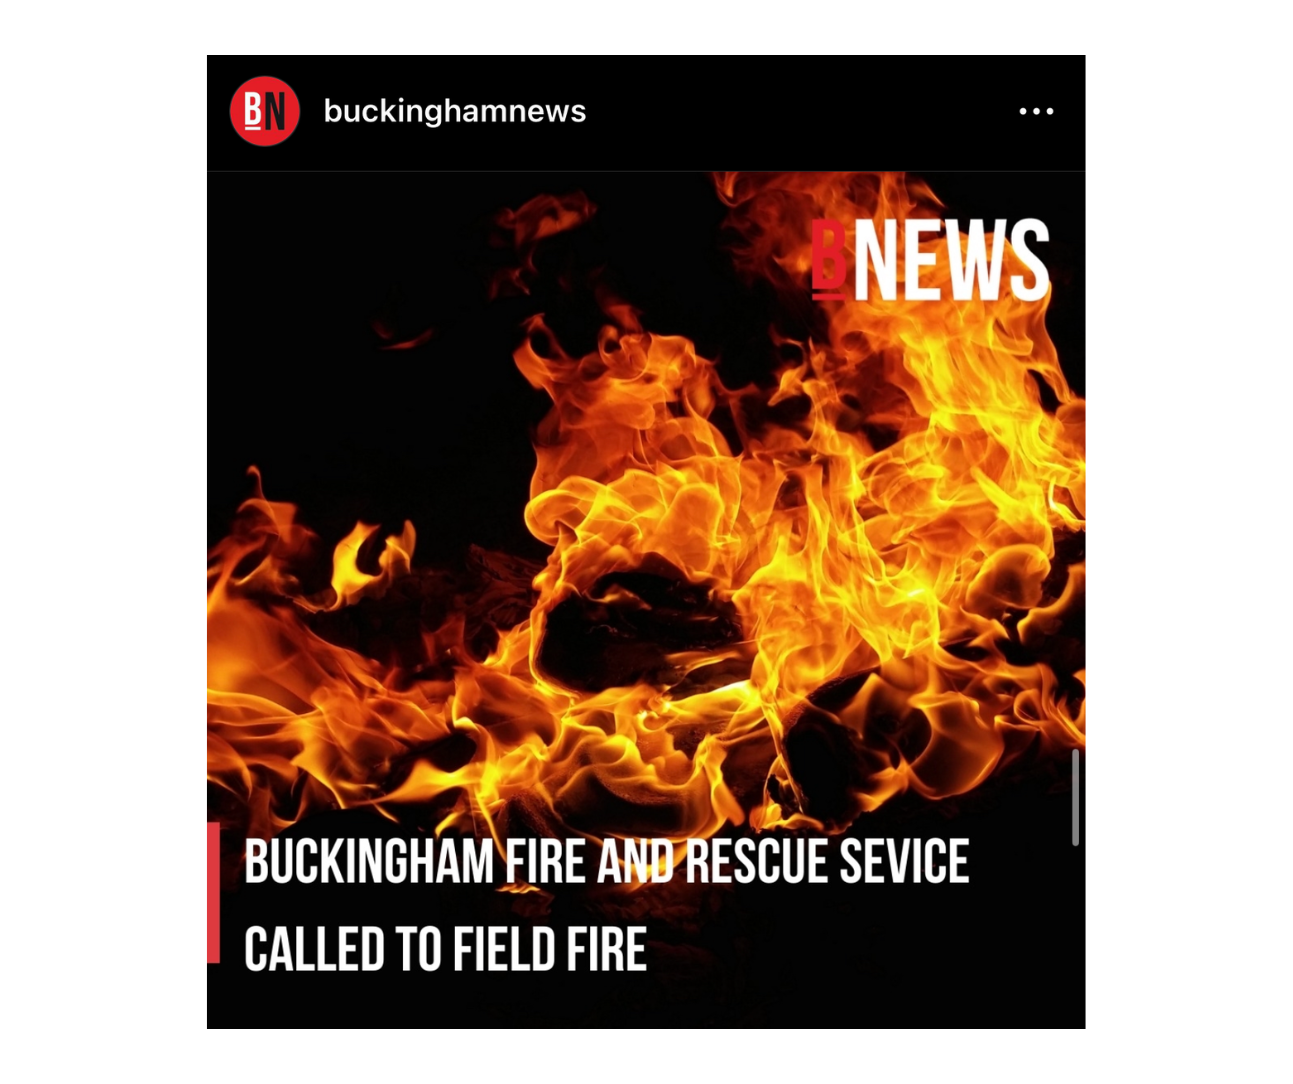 BN
buckinghamnews
BNEWS
BUCKINGHAM FIRE AND RESCUE SEVICE
CALLED TO FIELD FIRE